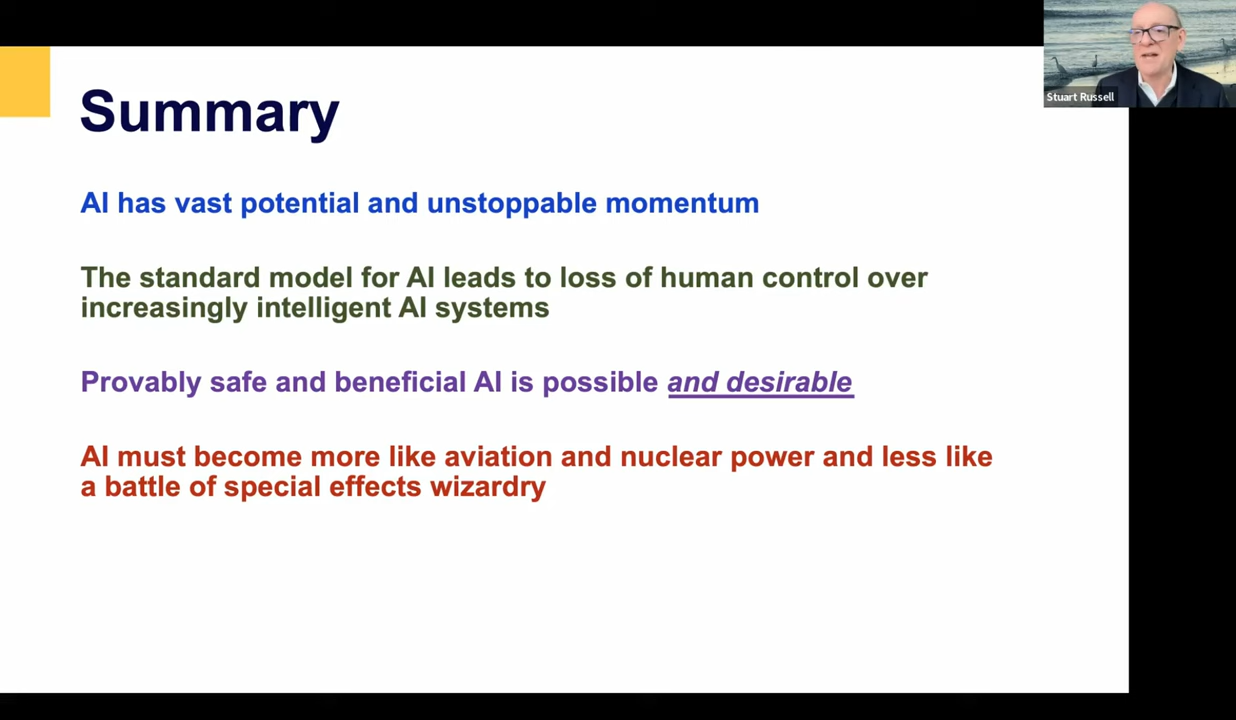 Stuart Russell
Summary
AI has vast potential and unstoppable momentum
The standard model for AI leads to loss of human control over
increasingly intelligent AI systems
Provably safe and beneficial AI is possible and desirable
AI must become more like aviation and nuclear power and less like
a battle of special effects wizardry